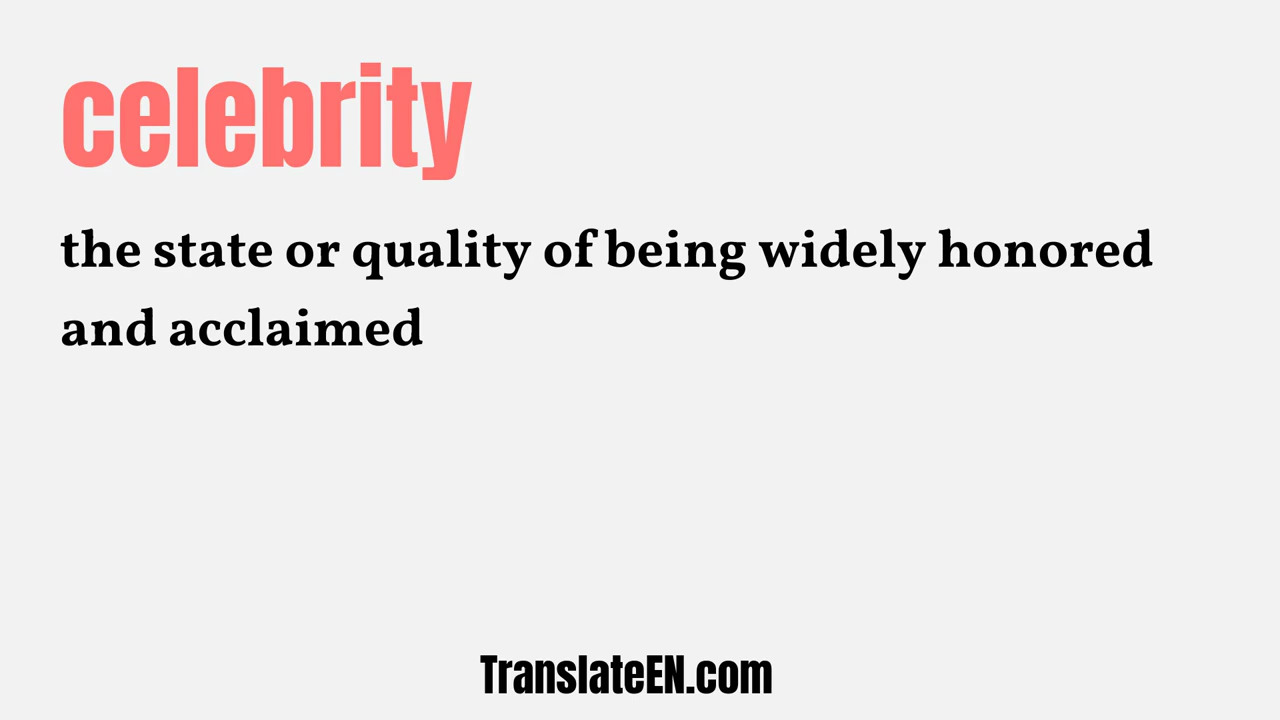 celebrity
the state or quality of being widely honored
and acclaimed
TranslateEN.com